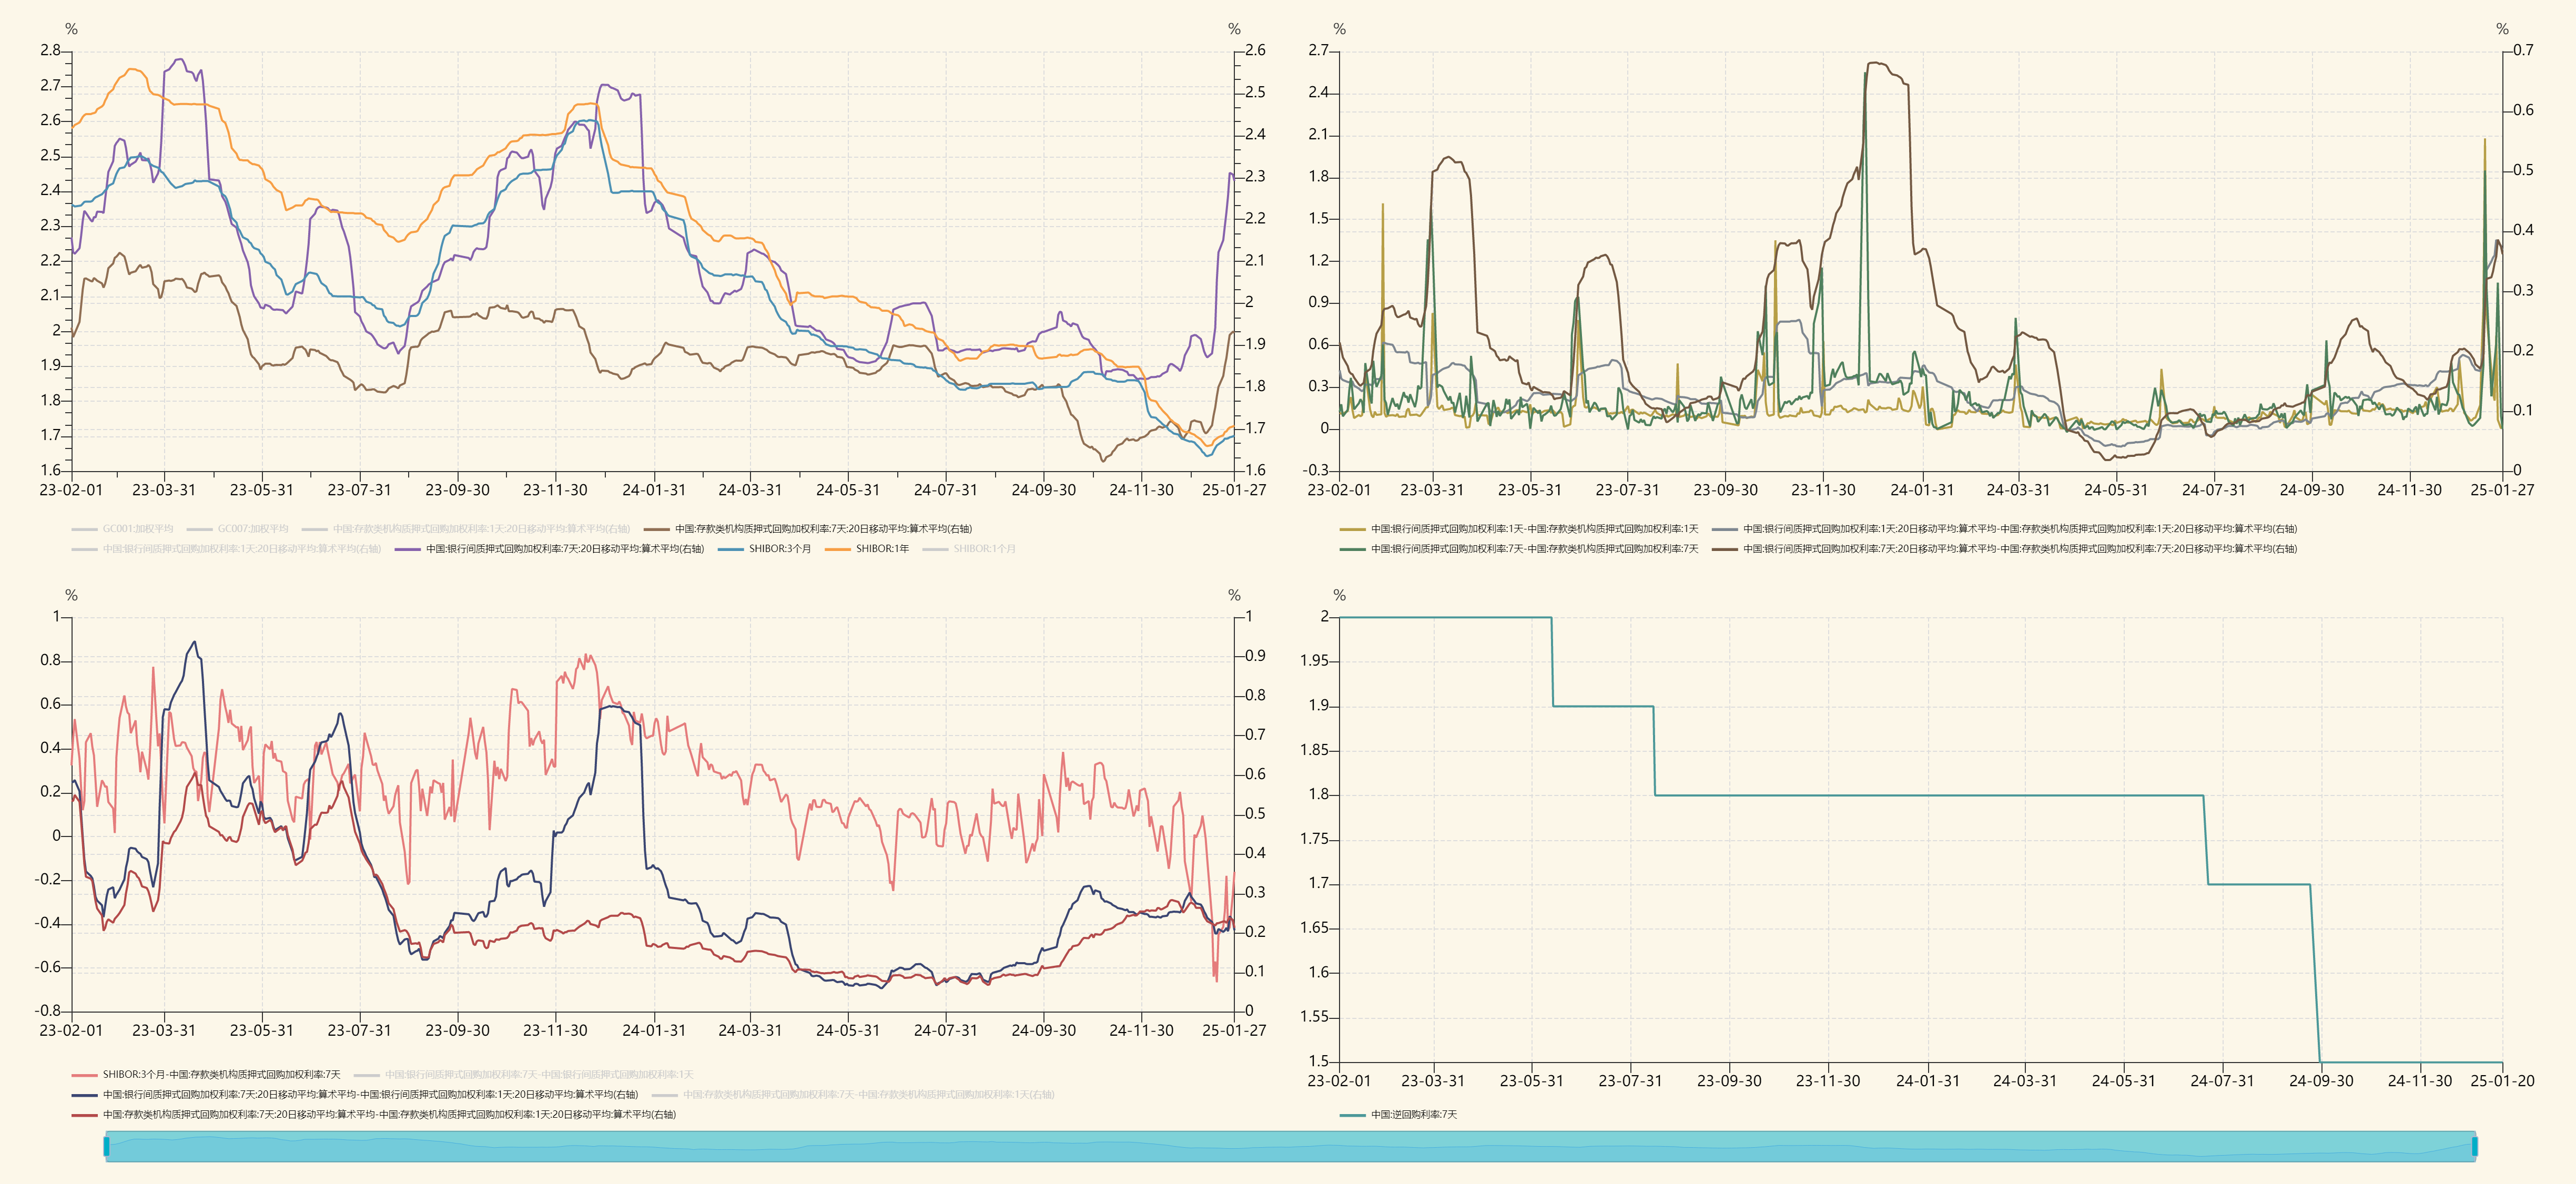 % % % %
2.8 2.6 2.7 0.7
2.7 2.5 2.4 0.6
2.6 2.4 2.1
2.5 2.3 1.8 0.5
2.4 2.2 1.5 0.4
2.3 2.1 1.2
2.2 2 0.9 0.3
2.1 1.9 0.6 0.2
2 1.8 0.3
1.9 1.7 0 0.1
1.8 1.6 -0.3 0
1.7
1.6
23-02-01 23-03-31 23-05-31 23-07-31 23-09-30 23-11-30 24-01-31 24-03-31 24-05-31 24-07-31 24-09-30 24-11-30 25-01-27
23-02-01 23-03-31 23-05-31 23-07-31 23-09-30 23-11-30 24-01-31 24-03-31 24-05-31 24-07-31 24-09-30 24-11-30 25-01-27
GC001:加权平均 GC007:加权平均 中国:存款类机构质押式回购加权利率:1天:20日移动平均:算术平均(右轴) 中国:存款类机构质押式回购加权利率:7天:20日移动平均:算术平均(右轴)
中国:银行间质押式回购加权利率:1天:20日移动平均:算术平均(右轴) 中国:银行间质押式回购加权利率:7天:20日移动平均:算术平均(右轴) SHIBOR:3个月 SHIBOR:1年 SHIBOR:1个月
中国:银行间质押式回购加权利率:1天-中国:存款类机构质押式回购加权利率:1天 中国:银行间质押式回购加权利率:1天:20日移动平均:算术平均-中国:存款类机构质押式回购加权利率:1天:20日移动平均:算术平均(右轴)
中国:银行间质押式回购加权利率:7天-中国:存款类机构质押式回购加权利率:7天 中国:银行间质押式回购加权利率:7天:20日移动平均:算术平均-中国:存款类机构质押式回购加权利率:7天:20日移动平均:算术平均(右轴)
% % %
1 1 2
0.8 0.9 1.95
0.6 0.8 1.9
0.4 0.7 1.85
0.2 0.6 1.8
0 0.5 1.75
-0.2 0.4 1.7
-0.4 0.3 1.65
-0.6 0.2 1.6
-0.8 0.1 1.55
0 1.5
23-02-01 23-03-31 23-05-31 23-07-31 23-09-30 23-11-30 24-01-31 24-03-31 24-05-31 24-07-31 24-09-30 24-11-30 25-01-27
23-02-01 23-03-31 23-05-31 23-07-31 23-09-30 23-11-30 24-01-31 24-03-31 24-05-31 24-07-31 24-09-30 24-11-30 25-01-20
SHIBOR:3个月-中国:存款类机构质押式回购加权利率:7天 中国:银行间质押式回购加权利率:7天-中国:银行间质押式回购加权利率:1天
中国:银行间质押式回购加权利率:7天:20日移动平均:算术平均-中国:银行间质押式回购加权利率:1天:20日移动平均:算术平均(右轴) 中国:存款类机构质押式回购加权利率:7天-中国:存款类机构质押式回购加权利率:1天(右轴)
中国:存款类机构质押式回购加权利率:7天:20日移动平均:算术平均-中国:存款类机构质押式回购加权利率:1天:20日移动平均:算术平均(右轴)
中国:逆回购利率:7天